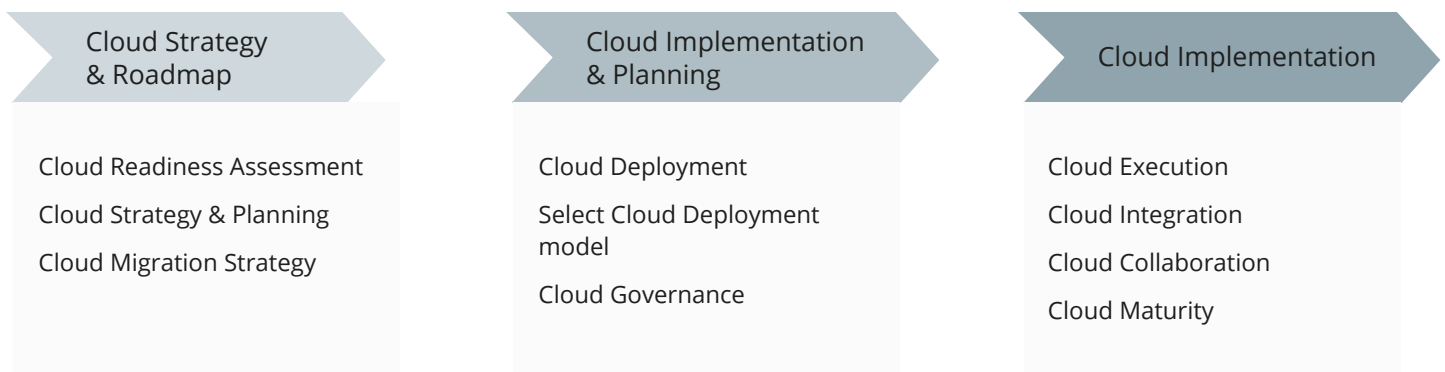 Cloud Strategy
& Roadmap
Cloud Readiness Assessment
Cloud Strategy & Planning
Cloud Migration Strategy
Cloud Implementation
& Planning
Cloud Deployment
Select Cloud Deployment
model
Cloud Governance
Cloud Implementation
Cloud Execution
Cloud Integration
Cloud Collaboration
Cloud Maturity